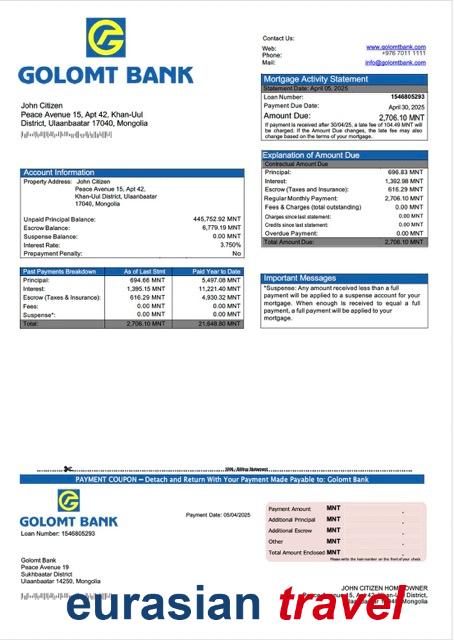 GOLOMT BANK
Contact Us:
Web: www.golomtbank.com
Phone: +976 7011 1111
Mail: info@golomtbank.com
John Citizen
Peace Avenue 15, Apt 42, Khan-Uul
District, Ulaanbaatar 17040, Mongolia
Mortgage Activity Statement
Statement Date: April 05, 2025
Loan Number: 1546805293
Payment Due Date: April 30, 2025
Amount Due: 2,706.10 MNT
If payment is received after 30/04/25, a late fee of 104.49 MNT will
be charged. If the Amount Due changes, the late fee may also
change based on the terms of your mortgage.
Explanation of Amount Due
Contractual Amount Due
Principal: 696.83 MNT
Interest: 1,392.98 MNT
Escrow (Taxes and Insurance): 616.29 MNT
Regular Monthly Payment: 2,706.10 MNT
Fees & Charges (total outstanding) 0.00 MNT
Charges since last statement: 0.00 MNT
Credits since last statement: 0.00 MNT
Overdue Payment: 0.00 MNT
Total Amount Due: 2,706.10 MNT
Account Information
Property Address: John Citizen
Peace Avenue 15, Apt 42,
Khan-Uul District, Ulaanbaatar
17040, Mongolia
Unpaid Principal Balance: 445,752.92 MNT
Escrow Balance: 6,779.19 MNT
Suspense Balance: 0.00 MNT
Interest Rate: 3.750%
Prepayment Penalty: No
Past Payments Breakdown As of Last Stmt Paid Year to Date
Principal: 694.66 MNT 5,497.08 MNT
Interest: 1,395.15 MNT 11,221.40 MNT
Escrow (Taxes & Insurance): 616.29 MNT 4,930.32 MNT
Fees: 0.00 MNT 0.00 MNT
Suspense*: 0.00 MNT 0.00 MNT
Total: 2,706.10 MNT 21,648.80 MNT
Important Messages
*Suspense: Any amount received less than a full
payment will be applied to a suspense account for your
mortgage. When enough is received to equal a full
payment, a full payment will be applied to your
mortgage.
PAYMENT COUPON – Detach and Return With Your Payment Made Payable to: Golomt Bank
GOLOMT BANK
Loan Number: 1546805293
Payment Date: 05/04/2025
Payment Amount MNT .
Additional Principal MNT .
Additional Escrow MNT .
Other MNT .
Total Amount Endosed MNT .
Please write the loan number on the front of your check.
Golomt Bank
Peace Avenue 19
Sukhbaatar District
Ulaanbaatar 14250, Mongolia
JOHN CITIZEN HOMEOWNER
eurasian travel